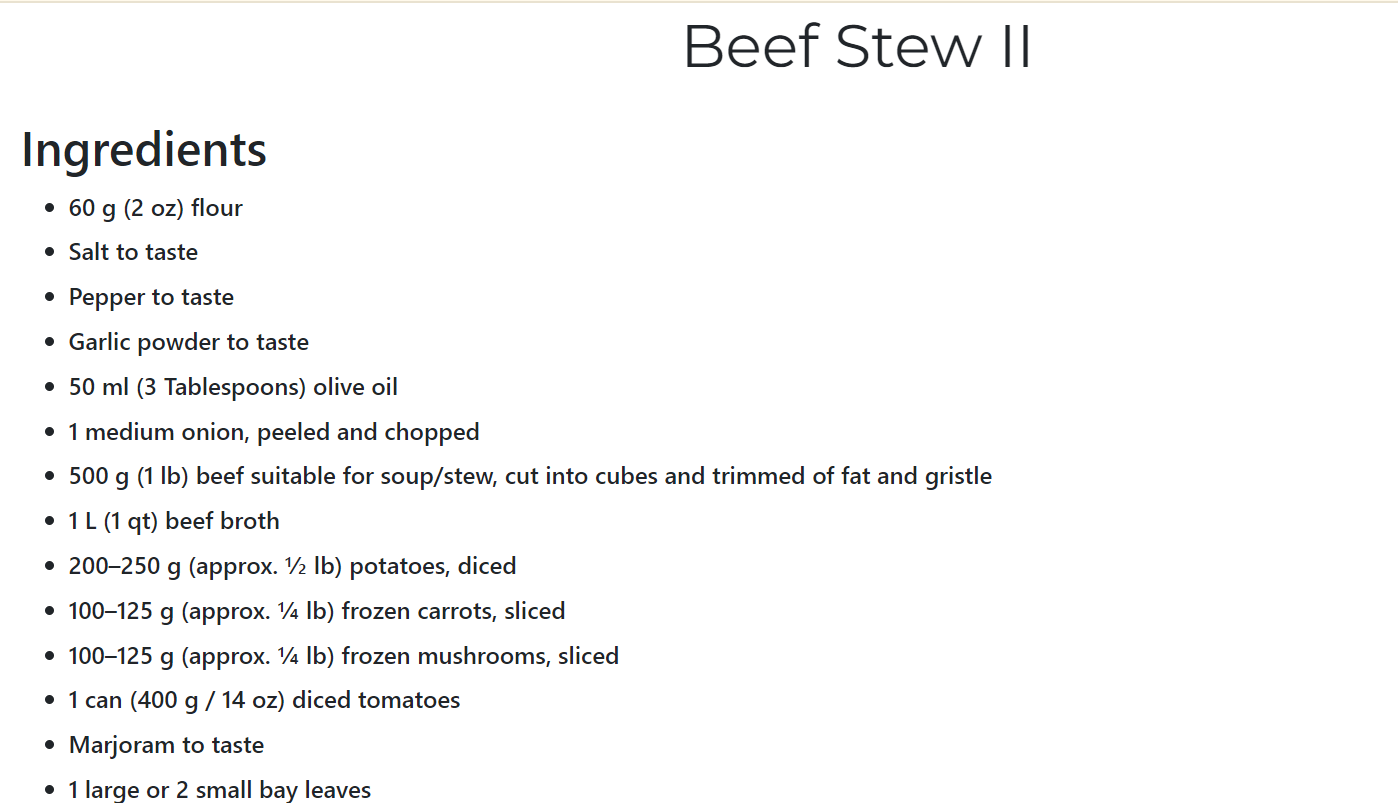 Beef Stew II
Ingredients
• 60 g (2 oz) flour
• Salt to taste
• Pepper to taste
• Garlic powder to taste
• 50 ml (3 Tablespoons) olive oil
• 1 medium onion, peeled and chopped
• 500 g (1 lb) beef suitable for soup/stew, cut into cubes and trimmed of fat and gristle
• 1 L (1 qt) beef broth
• 200–250 g (approx. ½ lb) potatoes, diced
• 100–125 g (approx. ¼ lb) frozen carrots, sliced
• 100–125 g (approx. ¼ lb) frozen mushrooms, sliced
• 1 can (400 g / 14 oz) diced tomatoes
• Marjoram to taste
• 1 large or 2 small bay leaves